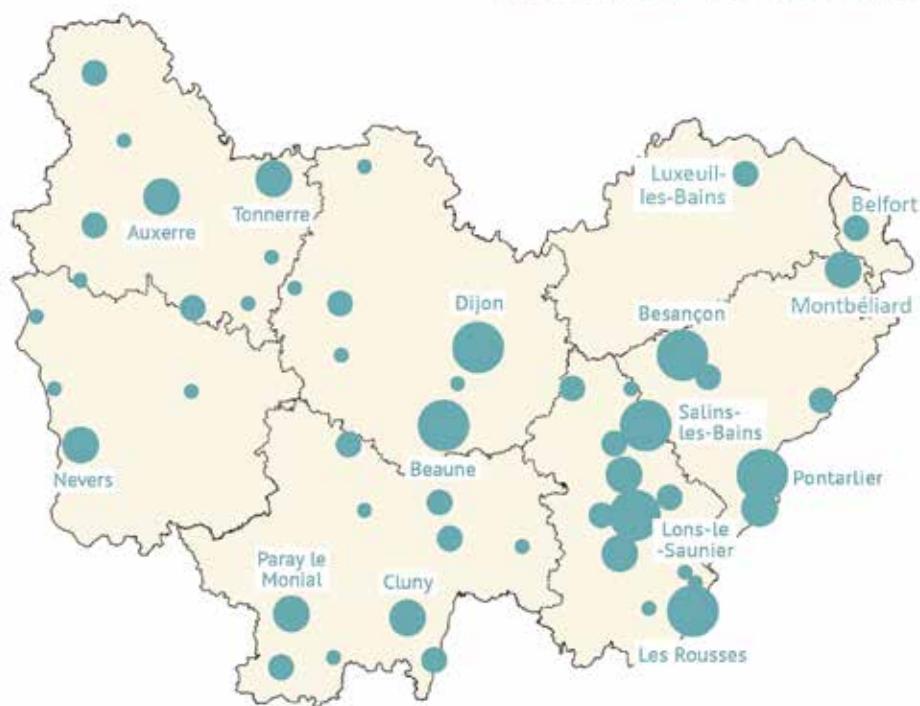 Luxeuil-
les-Bains
Belfort
Tonnerre
Auxerre
Dijon
Besançon
Montbéliard
Salins-
les-Bains
Beaune
Nevers
Pontarlier
Lons-le
-Saunier
Paray le
Monial
Cluny
Les Rousses